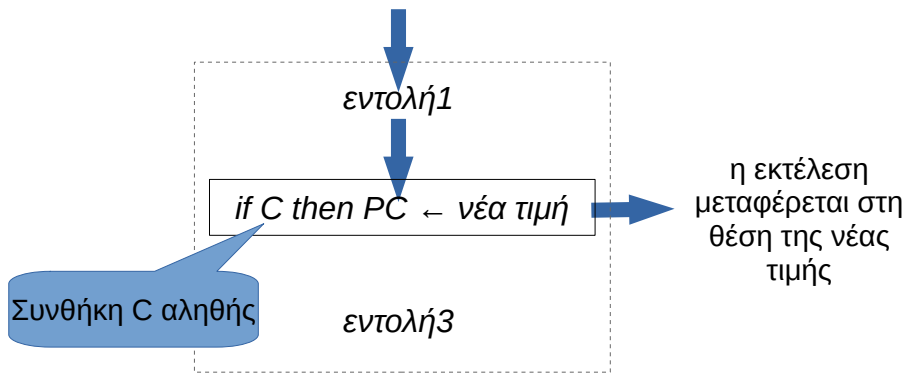 εντολή1
if C then PC ← νέα τιμή
η εκτέλεση
μεταφέρεται στη
θέση της νέας
τιμής
Συνθήκη C αληθής
εντολή3